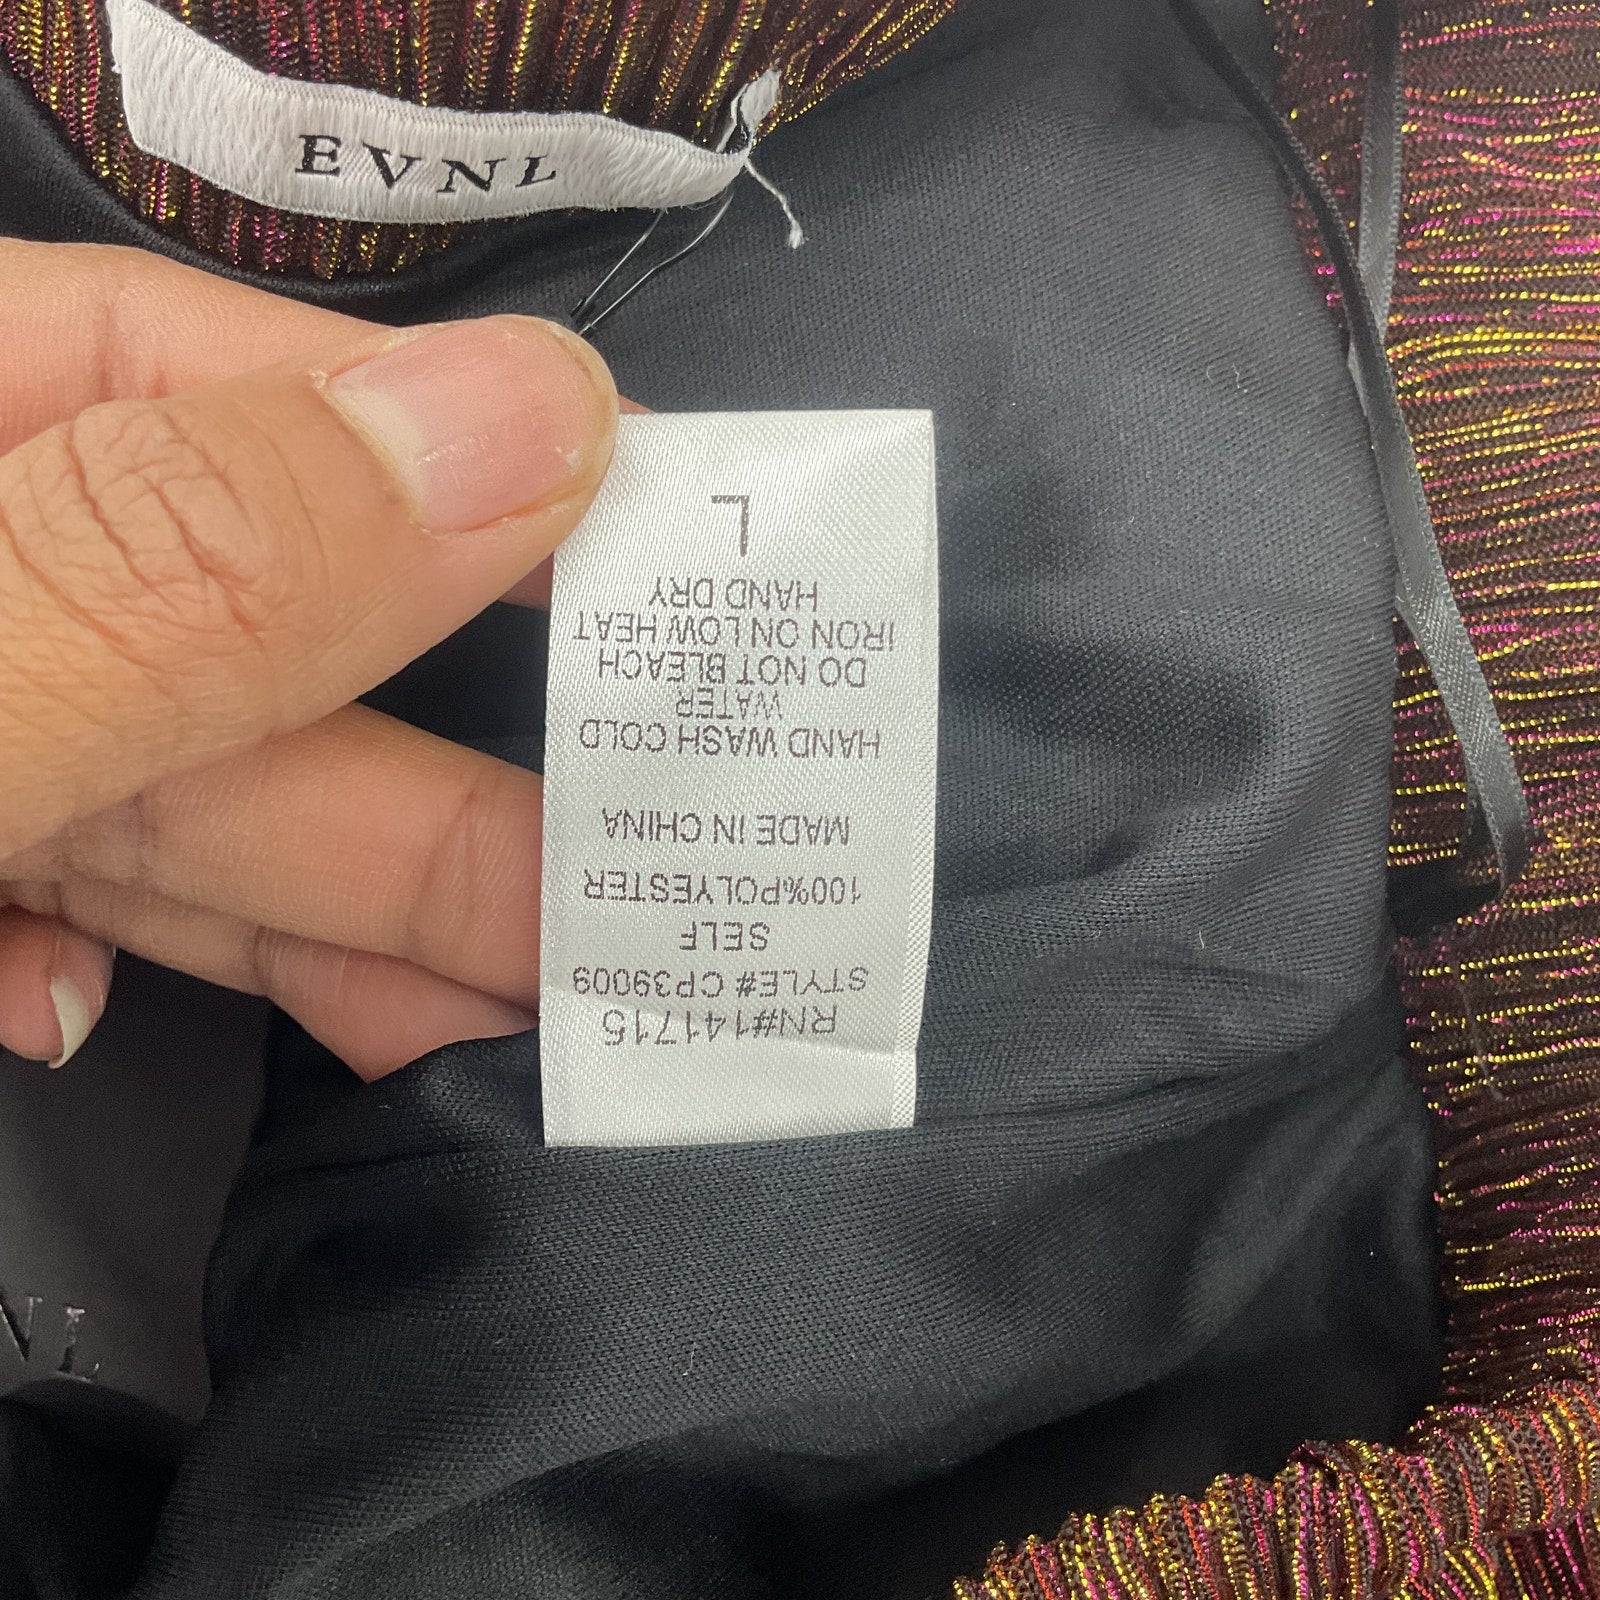 EVNL
RN#141715
STYLE# CP39009
SELF
100%POLYESTER
MADE IN CHINA
HAND WASH COLD
WATER
DO NOT BLEACH
IRON ON LOW HEAT
HAND DRY
L
NL